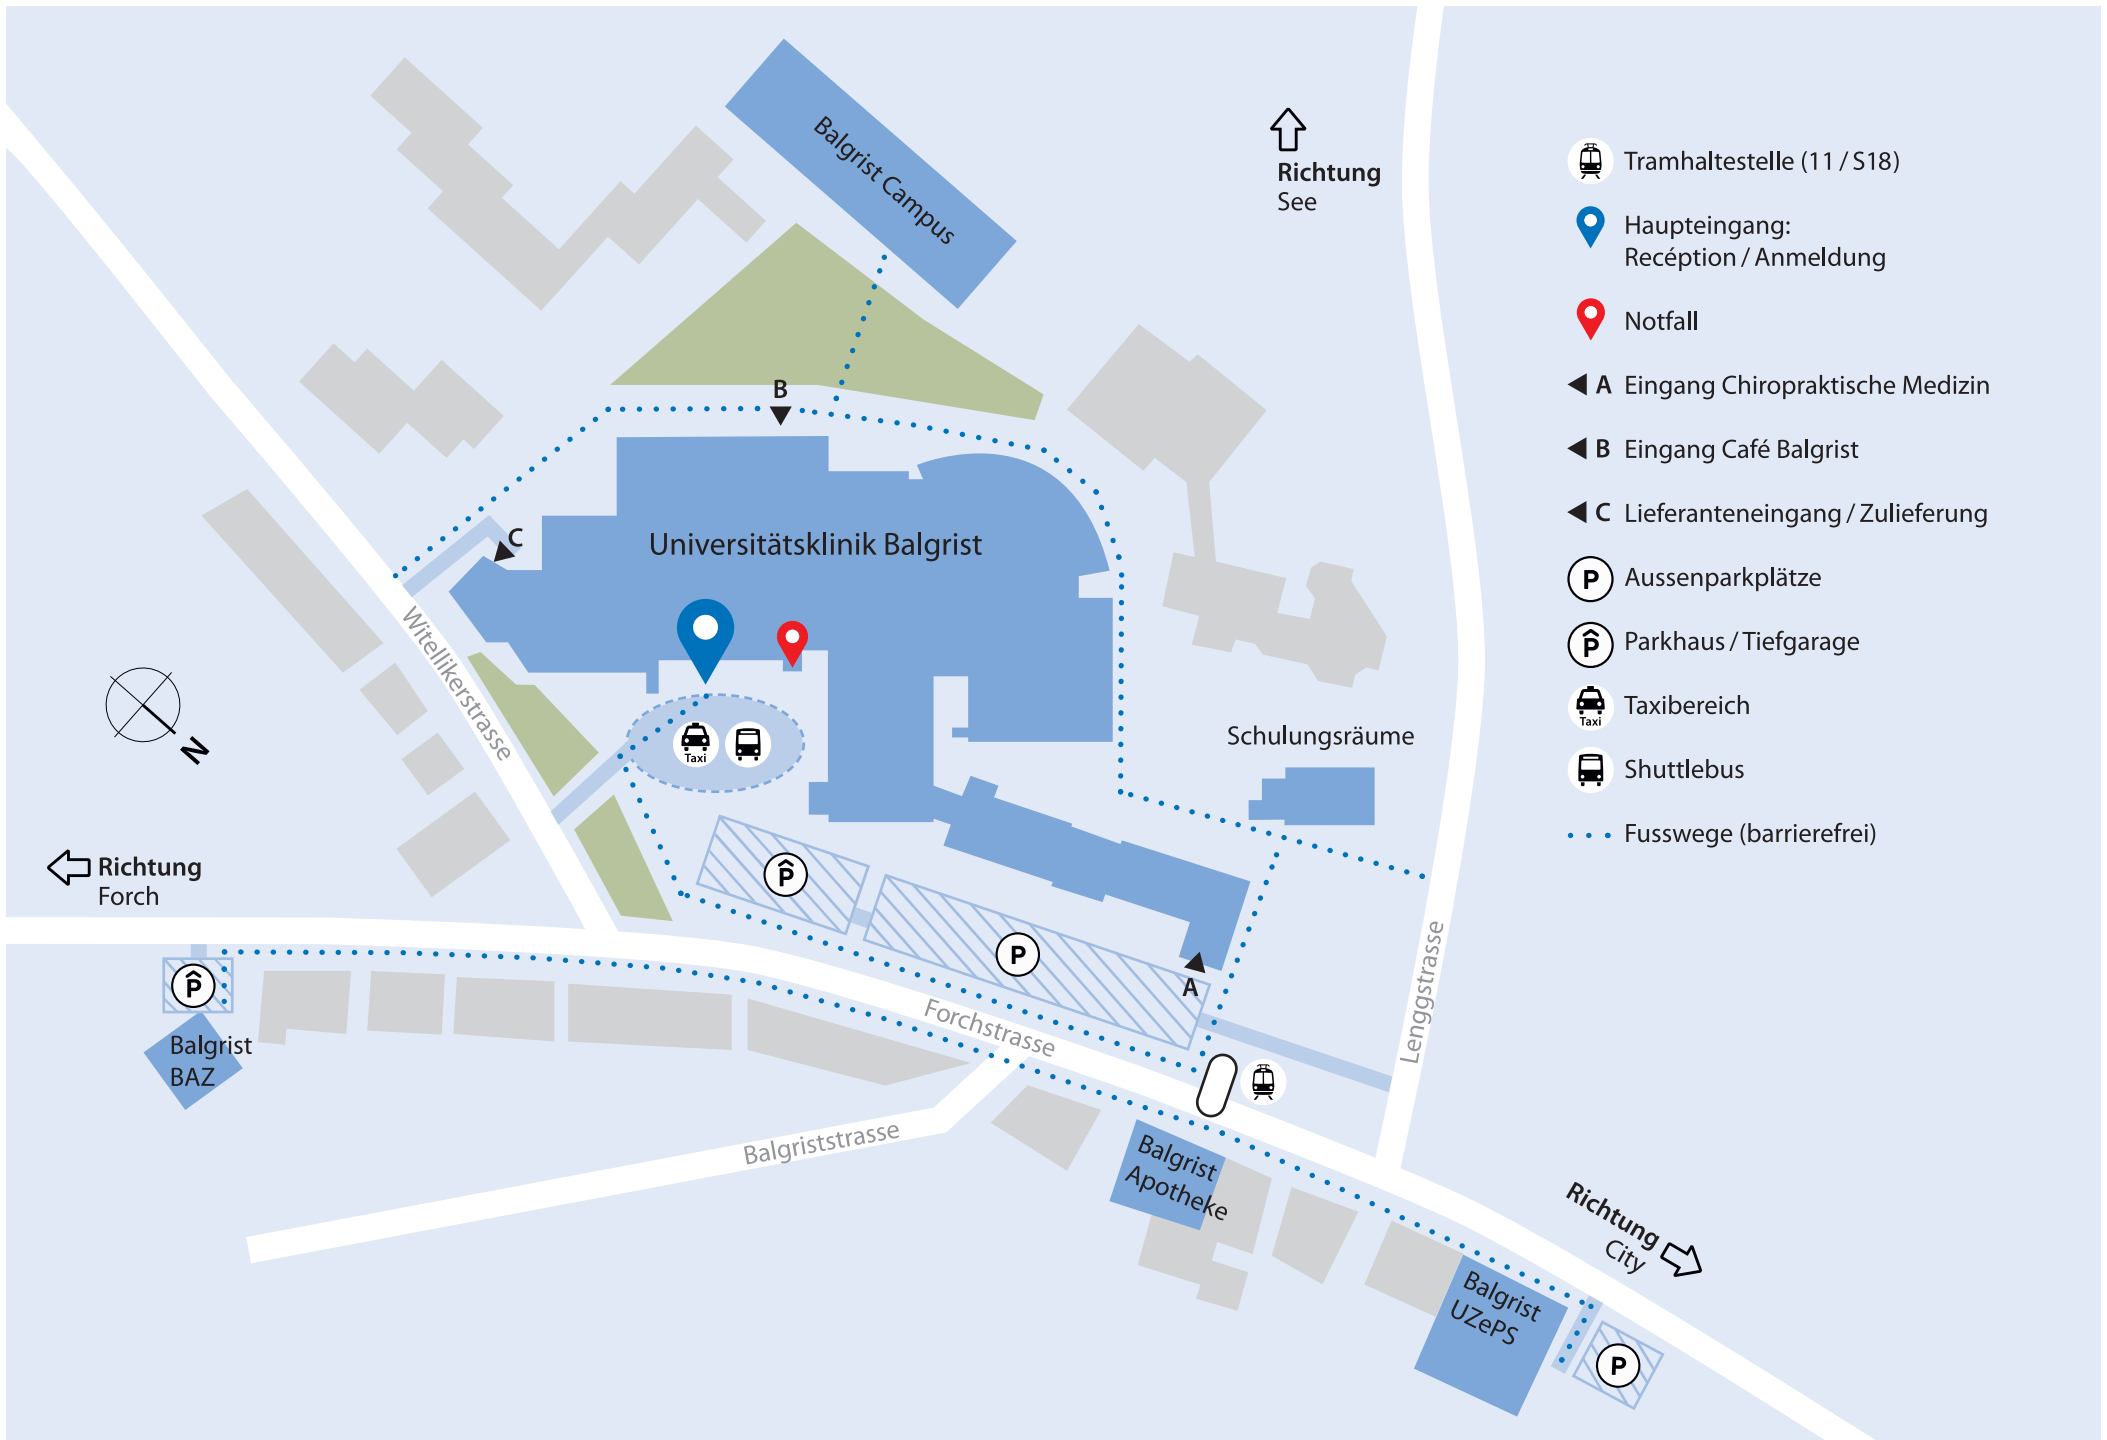 Balgrist Campus
Richtung
See
B
C
Universitätsklinik Balgrist
Witellikerstrasse
N
Taxi
Schulungsräume
Richtung
Forch
P
P
A
P
Balgrist
BAZ
Forchstrasse
Lenggstrasse
Balgriststrasse
Balgrist
Apotheke
Richtung
City
Balgrist
UZePS
P
Tramhaltestelle (11 / S18)
Haupteingang:
Recéption / Anmeldung
Notfall
A Eingang Chiropraktische Medizin
B Eingang Café Balgrist
C Lieferanteneingang / Zulieferung
P Aussenparkplätze
P Parkhaus / Tiefgarage
Taxi Taxibereich
Shuttlebus
Fusswege (barrierefrei)